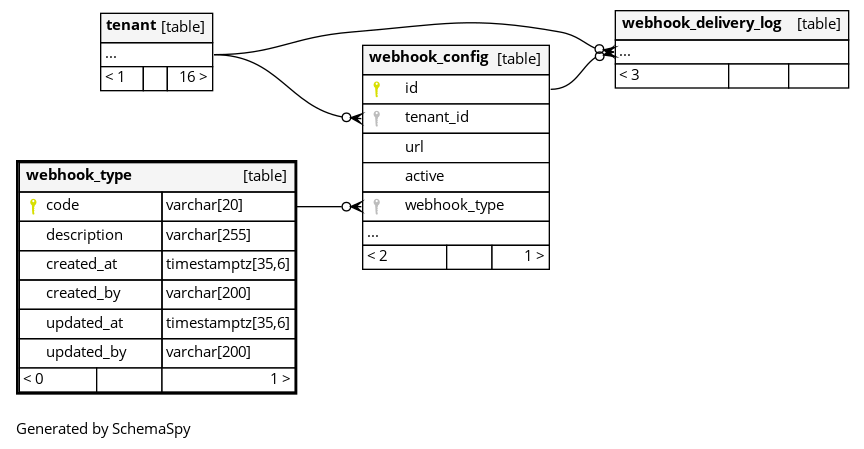 tenant [table]
...
< 1 16 >
webhook_delivery_log [table]
...
< 3
webhook_config [table]
id
tenant_id
url
active
webhook_type
...
< 2 1 >
webhook_type [table]
code varchar[20]
description varchar[255]
created_at timestamptz[35,6]
created_by varchar[200]
updated_at timestamptz[35,6]
updated_by varchar[200]
< 0 1 >
Generated by SchemaSpy